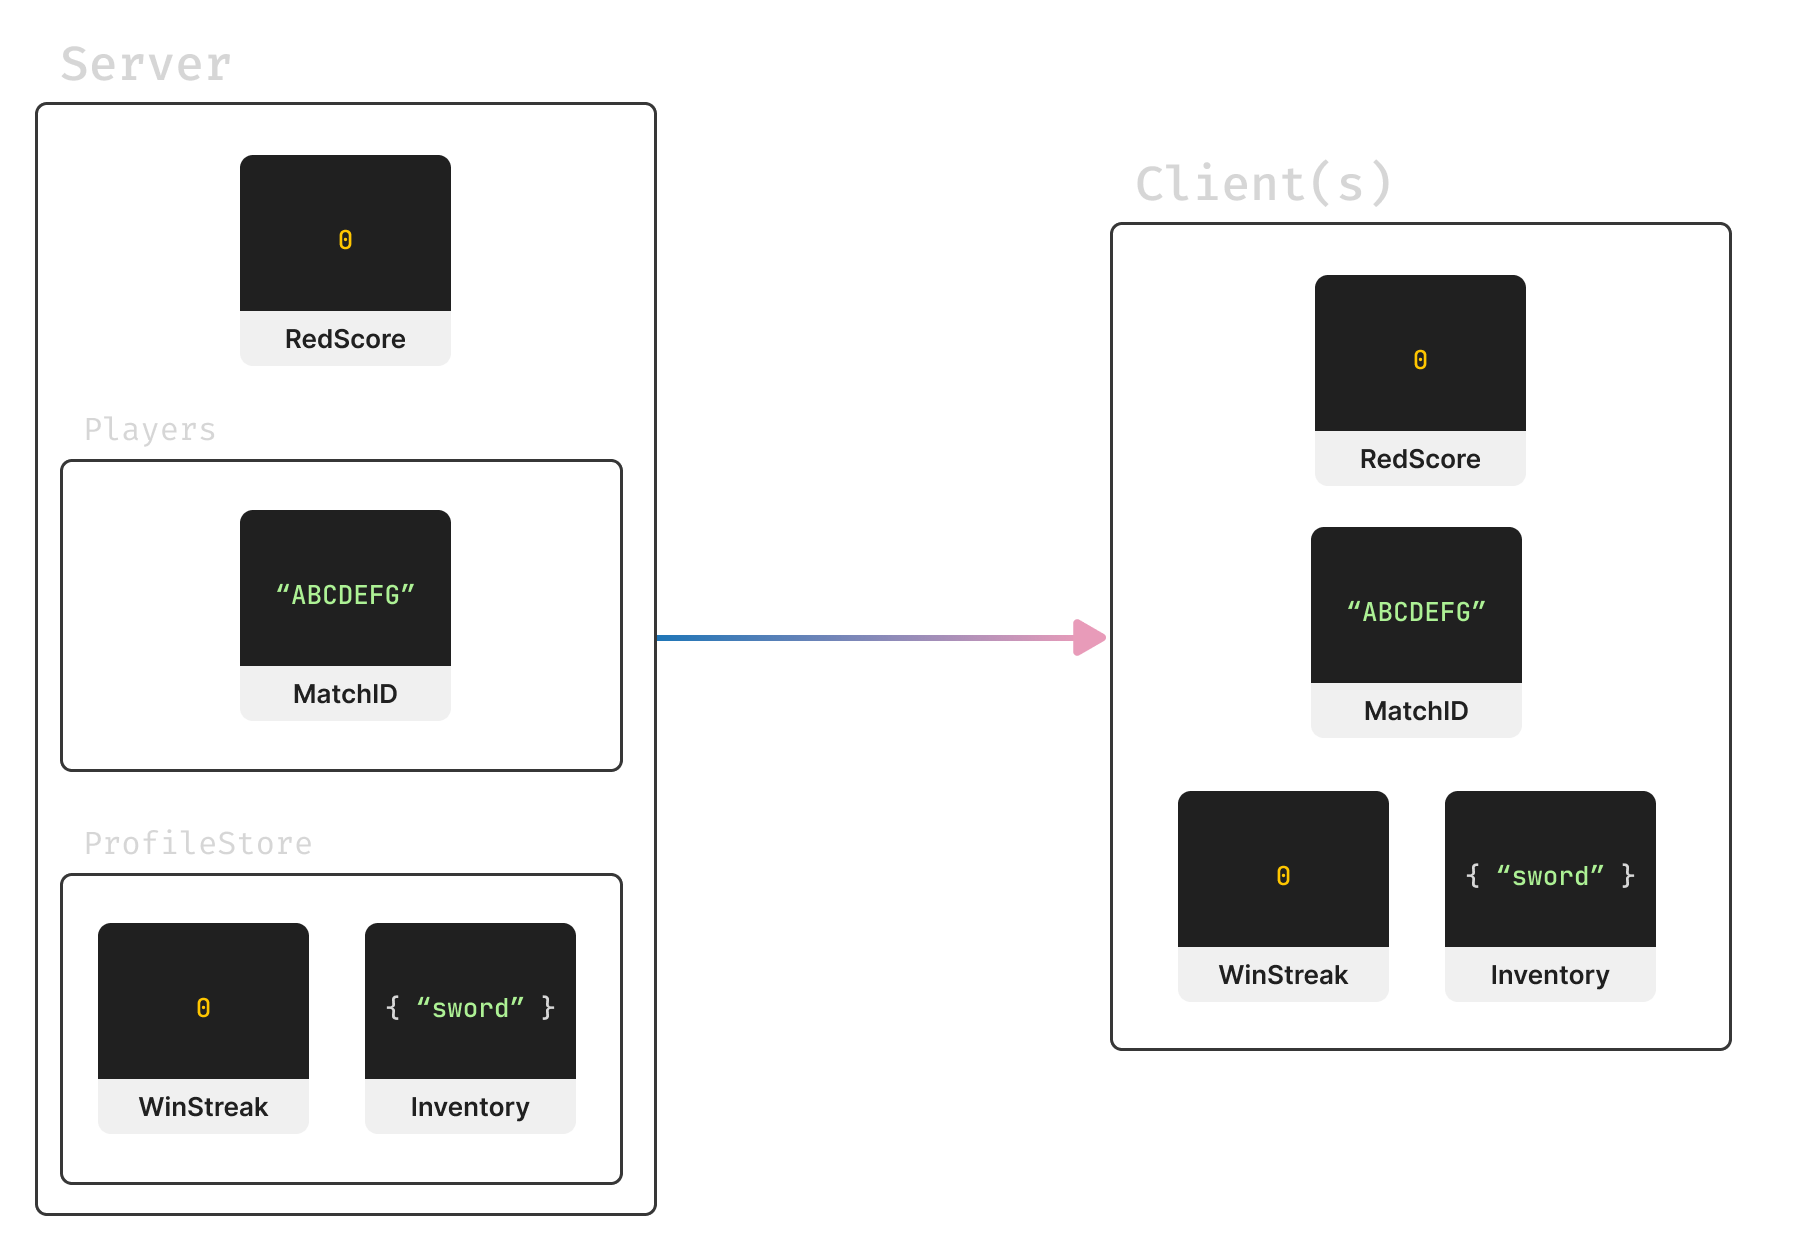 Server
0
RedScore
Players
“ABCDEFG”
MatchID
ProfileStore
0
WinStreak
{ “sword” }
Inventory
Client(s)
0
RedScore
“ABCDEFG”
MatchID
0
WinStreak
{ “sword” }
Inventory